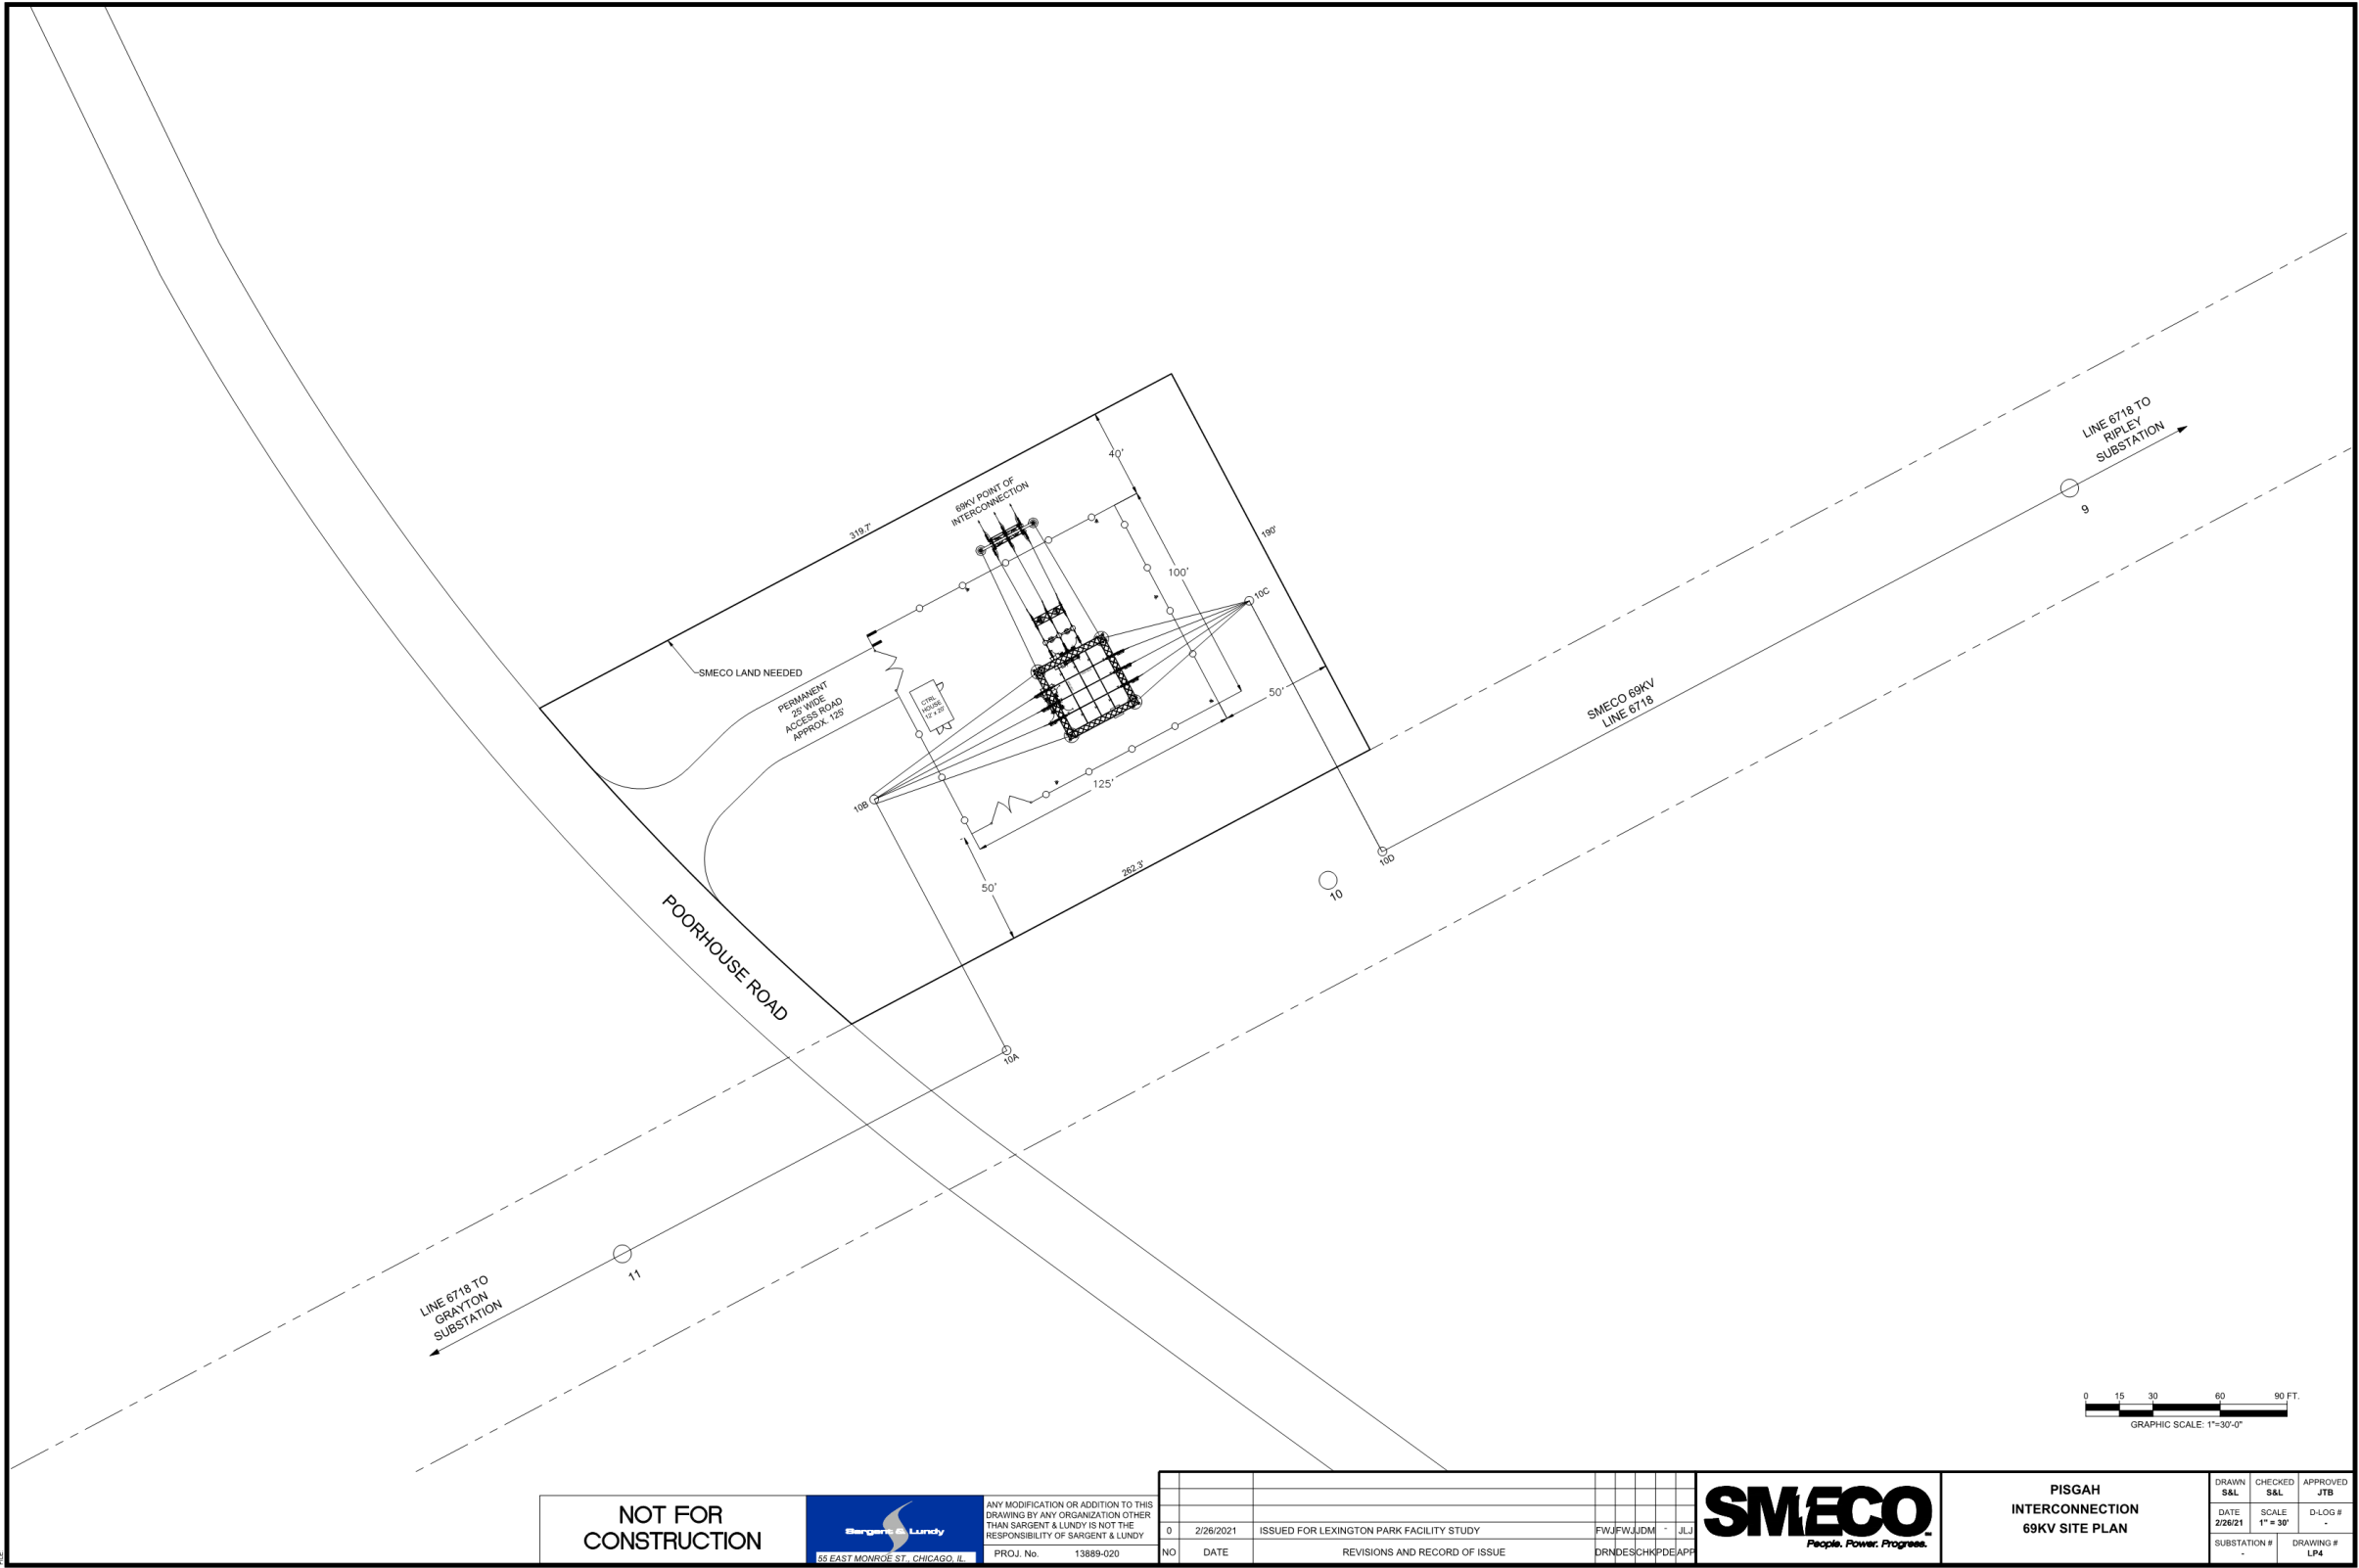 LINE 6718 TO
RIPLEY
SUBSTATION
9
40'
69KV POINT OF
INTERCONNECTION
319.7'
190'
100'
10C
SMECO LAND NEEDED
PERMANENT
25' WIDE
ACCESS ROAD
APPROX. 125'
CTRL
HOUSE
12' x 20'
50'
SMECO 69KV
LINE 6718
10B
125'
10D
262.3'
50'
10
POORHOUSE ROAD
10A
11
LINE 6718 TO
GRAYTON
SUBSTATION
0 15 30 60 90 FT.
GRAPHIC SCALE: 1"=30'-0"
NOT FOR
CONSTRUCTION
Sargent & Lundy
55 EAST MONROE ST., CHICAGO, IL.
ANY MODIFICATION OR ADDITION TO THIS
DRAWING BY ANY ORGANIZATION OTHER
THAN SARGENT & LUNDY IS NOT THE
RESPONSIBILITY OF SARGENT & LUNDY
PROJ. No. 13889-020
0 2/26/2021 ISSUED FOR LEXINGTON PARK FACILITY STUDY FWJ FWJ JDM - JLJ
NO DATE REVISIONS AND RECORD OF ISSUE DRN DES CHK PDE APP
SMECO
People. Power. Progress.
PISGAH
INTERCONNECTION
69KV SITE PLAN
DRAWN CHECKED APPROVED
S&L S&L JTB
DATE SCALE D-LOG #
2/26/21 1" = 30' -
SUBSTATION # DRAWING #
- LP4